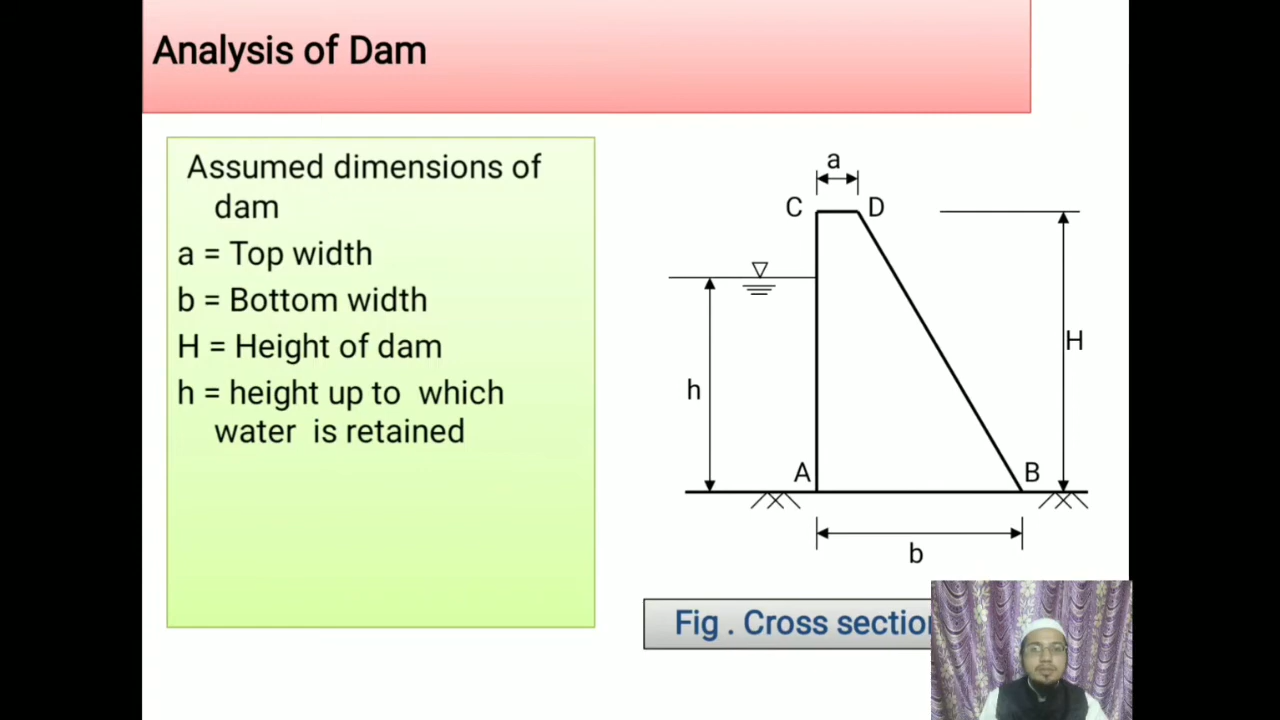 Analysis of Dam
Assumed dimensions of
dam
a = Top width
b = Bottom width
H = Height of dam
h = height up to which
water is retained
a
C D
h
H
A B
b
Fig . Cross section